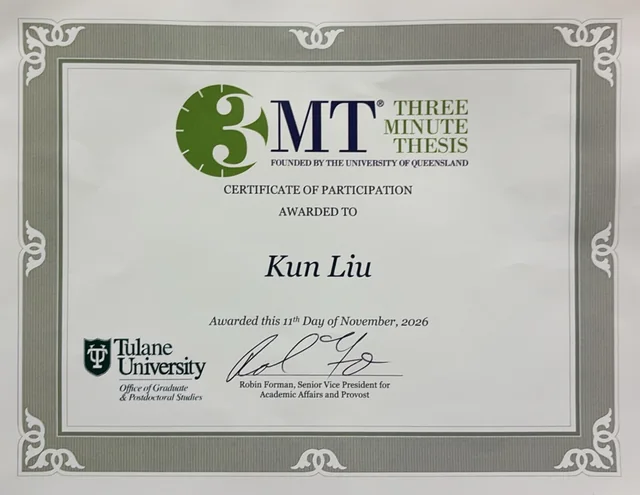 3MT® THREE
MINUTE
THESIS
FOUNDED BY THE UNIVERSITY OF QUEENSLAND
CERTIFICATE OF PARTICIPATION
AWARDED TO
Kun Liu
Awarded this 11th Day of November, 2026
Tulane
University
Office of Graduate
& Postdoctoral Studies
Robin Forman, Senior Vice President for
Academic Affairs and Provost